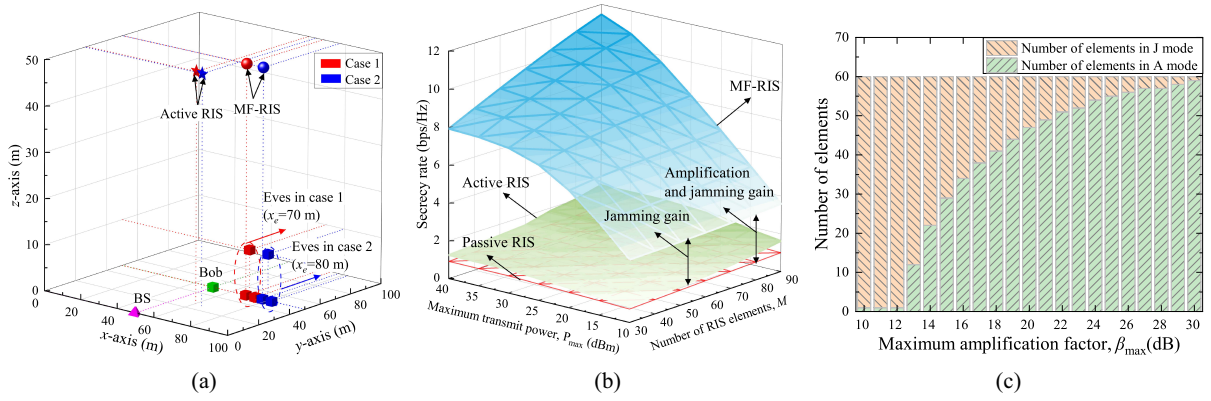 50
40
30
20
10
0
z-axis (m)
Case 1
Case 2
Active RIS
MF-RIS
Eves in case 1
(xₑ=70 m)
Eves in case 2
(xₑ=80 m)
Bob
BS
0
20
40
60
80
100
x-axis (m)
0
20
40
60
80
100
y-axis (m)
(a)
12
10
8
6
4
2
0
Secrecy rate (bps/Hz)
MF-RIS
Amplification
and jamming gain
Jamming gain
Active RIS
Passive RIS
40
35
30
25
20
15
10
Maximum transmit power, Pmax (dBm)
30
40
50
60
70
80
90
Number of RIS elements, M
(b)
Number of elements in J mode
Number of elements in A mode
70
60
50
40
30
20
10
0
Number of elements
10 12 14 16 18 20 22 24 26 28 30
Maximum amplification factor, βmax(dB)
(c)